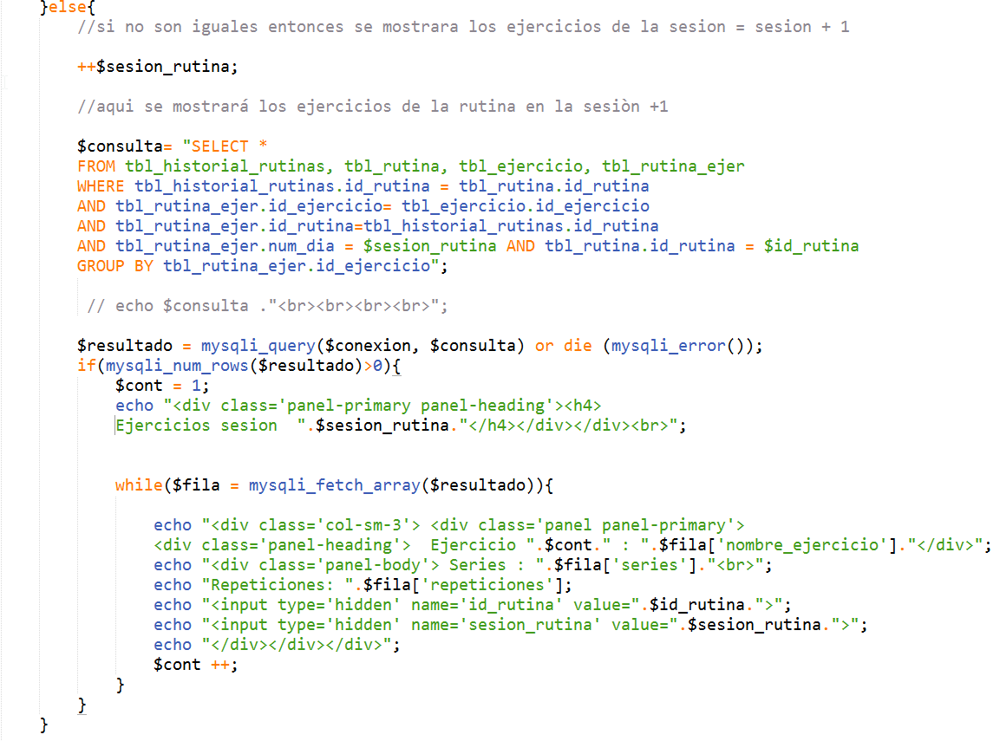 }else{
//si no son iguales entonces se mostrara los ejercicios de la sesion = sesion + 1
++$sesion_rutina;
//aqui se mostrará los ejercicios de la rutina en la sesiòn +1
$consulta= "SELECT *
FROM tbl_historial_rutinas, tbl_rutina, tbl_ejercicio, tbl_rutina_ejer
WHERE tbl_historial_rutinas.id_rutina = tbl_rutina.id_rutina
AND tbl_rutina_ejer.id_ejercicio= tbl_ejercicio.id_ejercicio
AND tbl_rutina_ejer.id_rutina=tbl_historial_rutinas.id_rutina
AND tbl_rutina_ejer.num_dia = $sesion_rutina AND tbl_rutina.id_rutina = $id_rutina
GROUP BY tbl_rutina_ejer.id_ejercicio";
// echo $consulta ."<br><br><br><br>";
$resultado = mysqli_query($conexion, $consulta) or die (mysqli_error());
if(mysqli_num_rows($resultado)>0){
$cont = 1;
echo "<div class='panel-primary panel-heading'><h4>
Ejercicios sesion  ".$sesion_rutina."</h4></div></div><br>";
while($fila = mysqli_fetch_array($resultado)){
echo "<div class='col-sm-3'> <div class='panel panel-primary'>
<div class='panel-heading'>  Ejercicio ".$cont." : ".$fila['nombre_ejercicio']."</div>";
echo "<div class='panel-body'> Series : ".$fila['series']."<br>";
echo "Repeticiones: ".$fila['repeticiones'];
echo "<input type='hidden' name='id_rutina' value=".$id_rutina.">";
echo "<input type='hidden' name='sesion_rutina' value=".$sesion_rutina.">";
echo "</div></div></div>";
$cont ++;
}
}
}